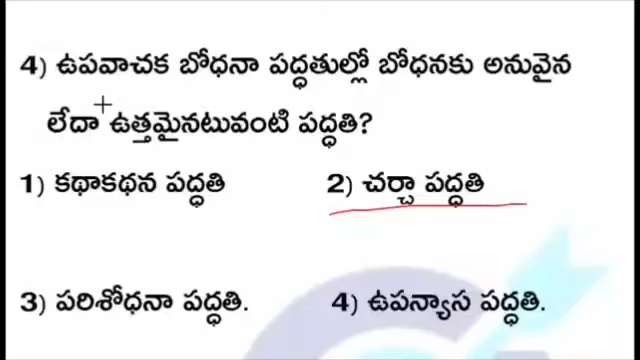 4) ఉపవాచక బోధనా పద్ధతుల్లో బోధనకు అనువైన
లేదా ఉత్తమైనటువంటి పద్ధతి?
1) కథాకథన పద్ధతి 2) చర్చా పద్ధతి
3) పరిశోధనా పద్ధతి. 4) ఉపన్యాస పద్ధతి.